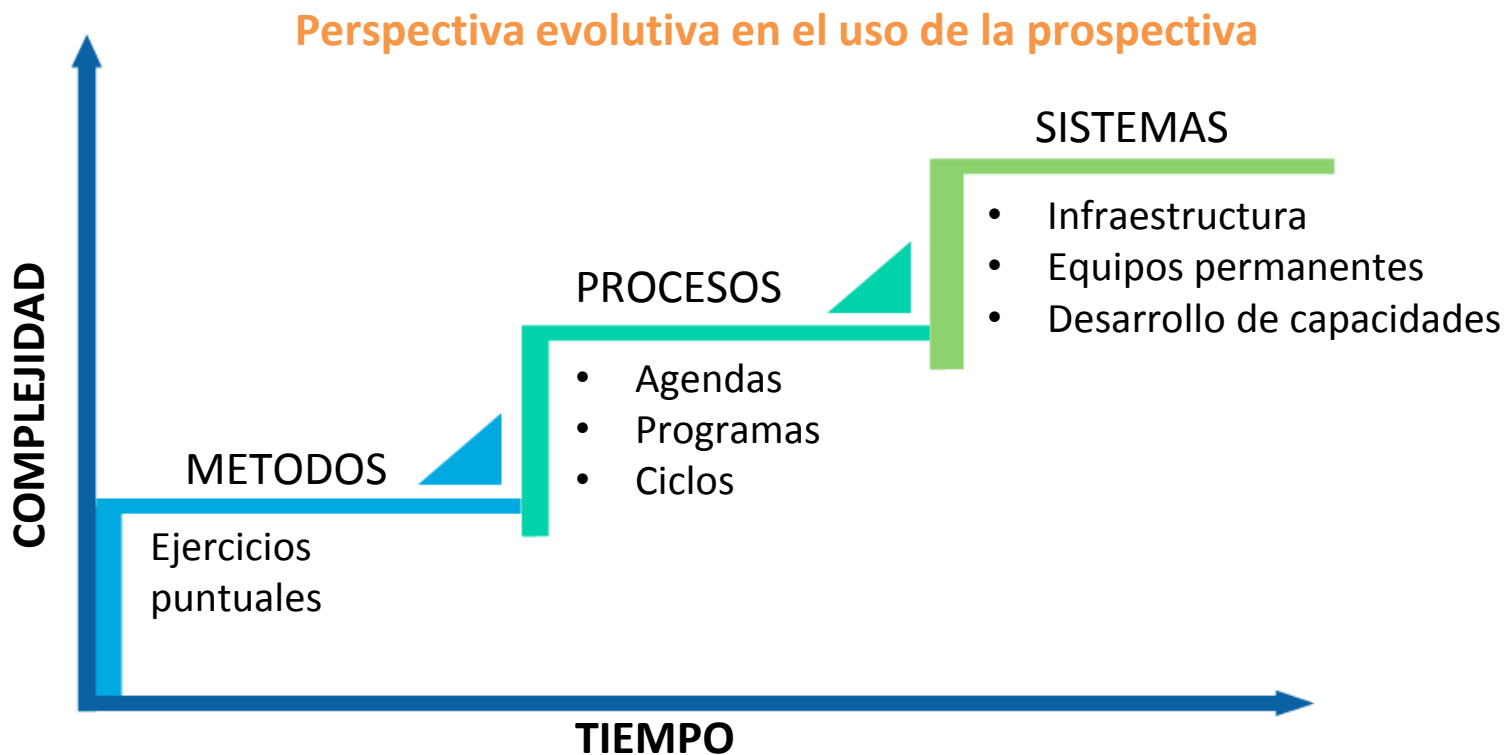 Perspectiva evolutiva en el uso de la prospectiva
SISTEMAS
• Infraestructura
• Equipos permanentes
• Desarrollo de capacidades
PROCESOS
• Agendas
• Programas
• Ciclos
METODOS
Ejercicios
puntuales
COMPLEJIDAD
TIEMPO